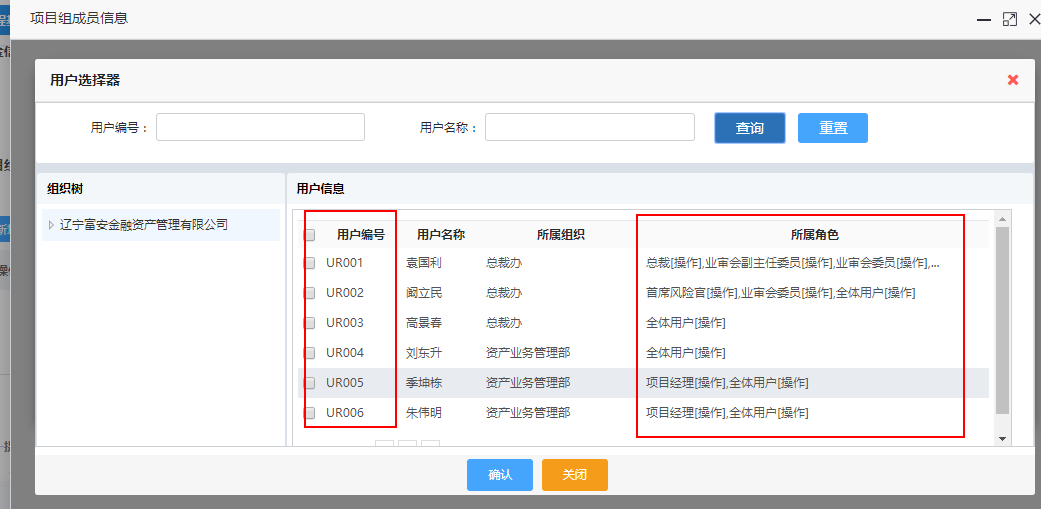 项目组成员信息
用户选择器
用户编号： 用户名称： 查询 重置
组织树 用户信息
辽宁富安金融资产管理有限公司
用户编号 用户名称 所属组织 所属角色
UR001 袁国利 总裁办 总裁[操作],业审会副主任委员[操作],业审会委员[操作],...
UR002 阚立民 总裁办 首席风险官[操作],业审会委员[操作],全体用户[操作]
UR003 高景春 总裁办 全体用户[操作]
UR004 刘东升 资产业务管理部 全体用户[操作]
UR005 季坤栋 资产业务管理部 项目经理[操作],全体用户[操作]
UR006 朱伟明 资产业务管理部 项目经理[操作],全体用户[操作]
确认 关闭